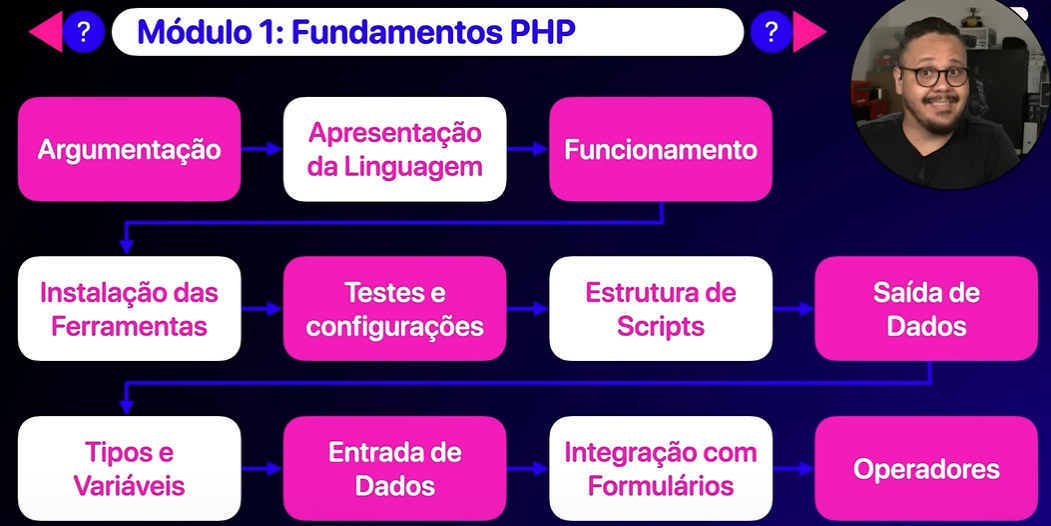 ?
Módulo 1: Fundamentos PHP
?
Argumentação
Apresentação
da Linguagem
Funcionamento
Instalação das
Ferramentas
Testes e
configurações
Estrutura de
Scripts
Saída de
Dados
Tipos e
Variáveis
Entrada de
Dados
Integração com
Formulários
Operadores